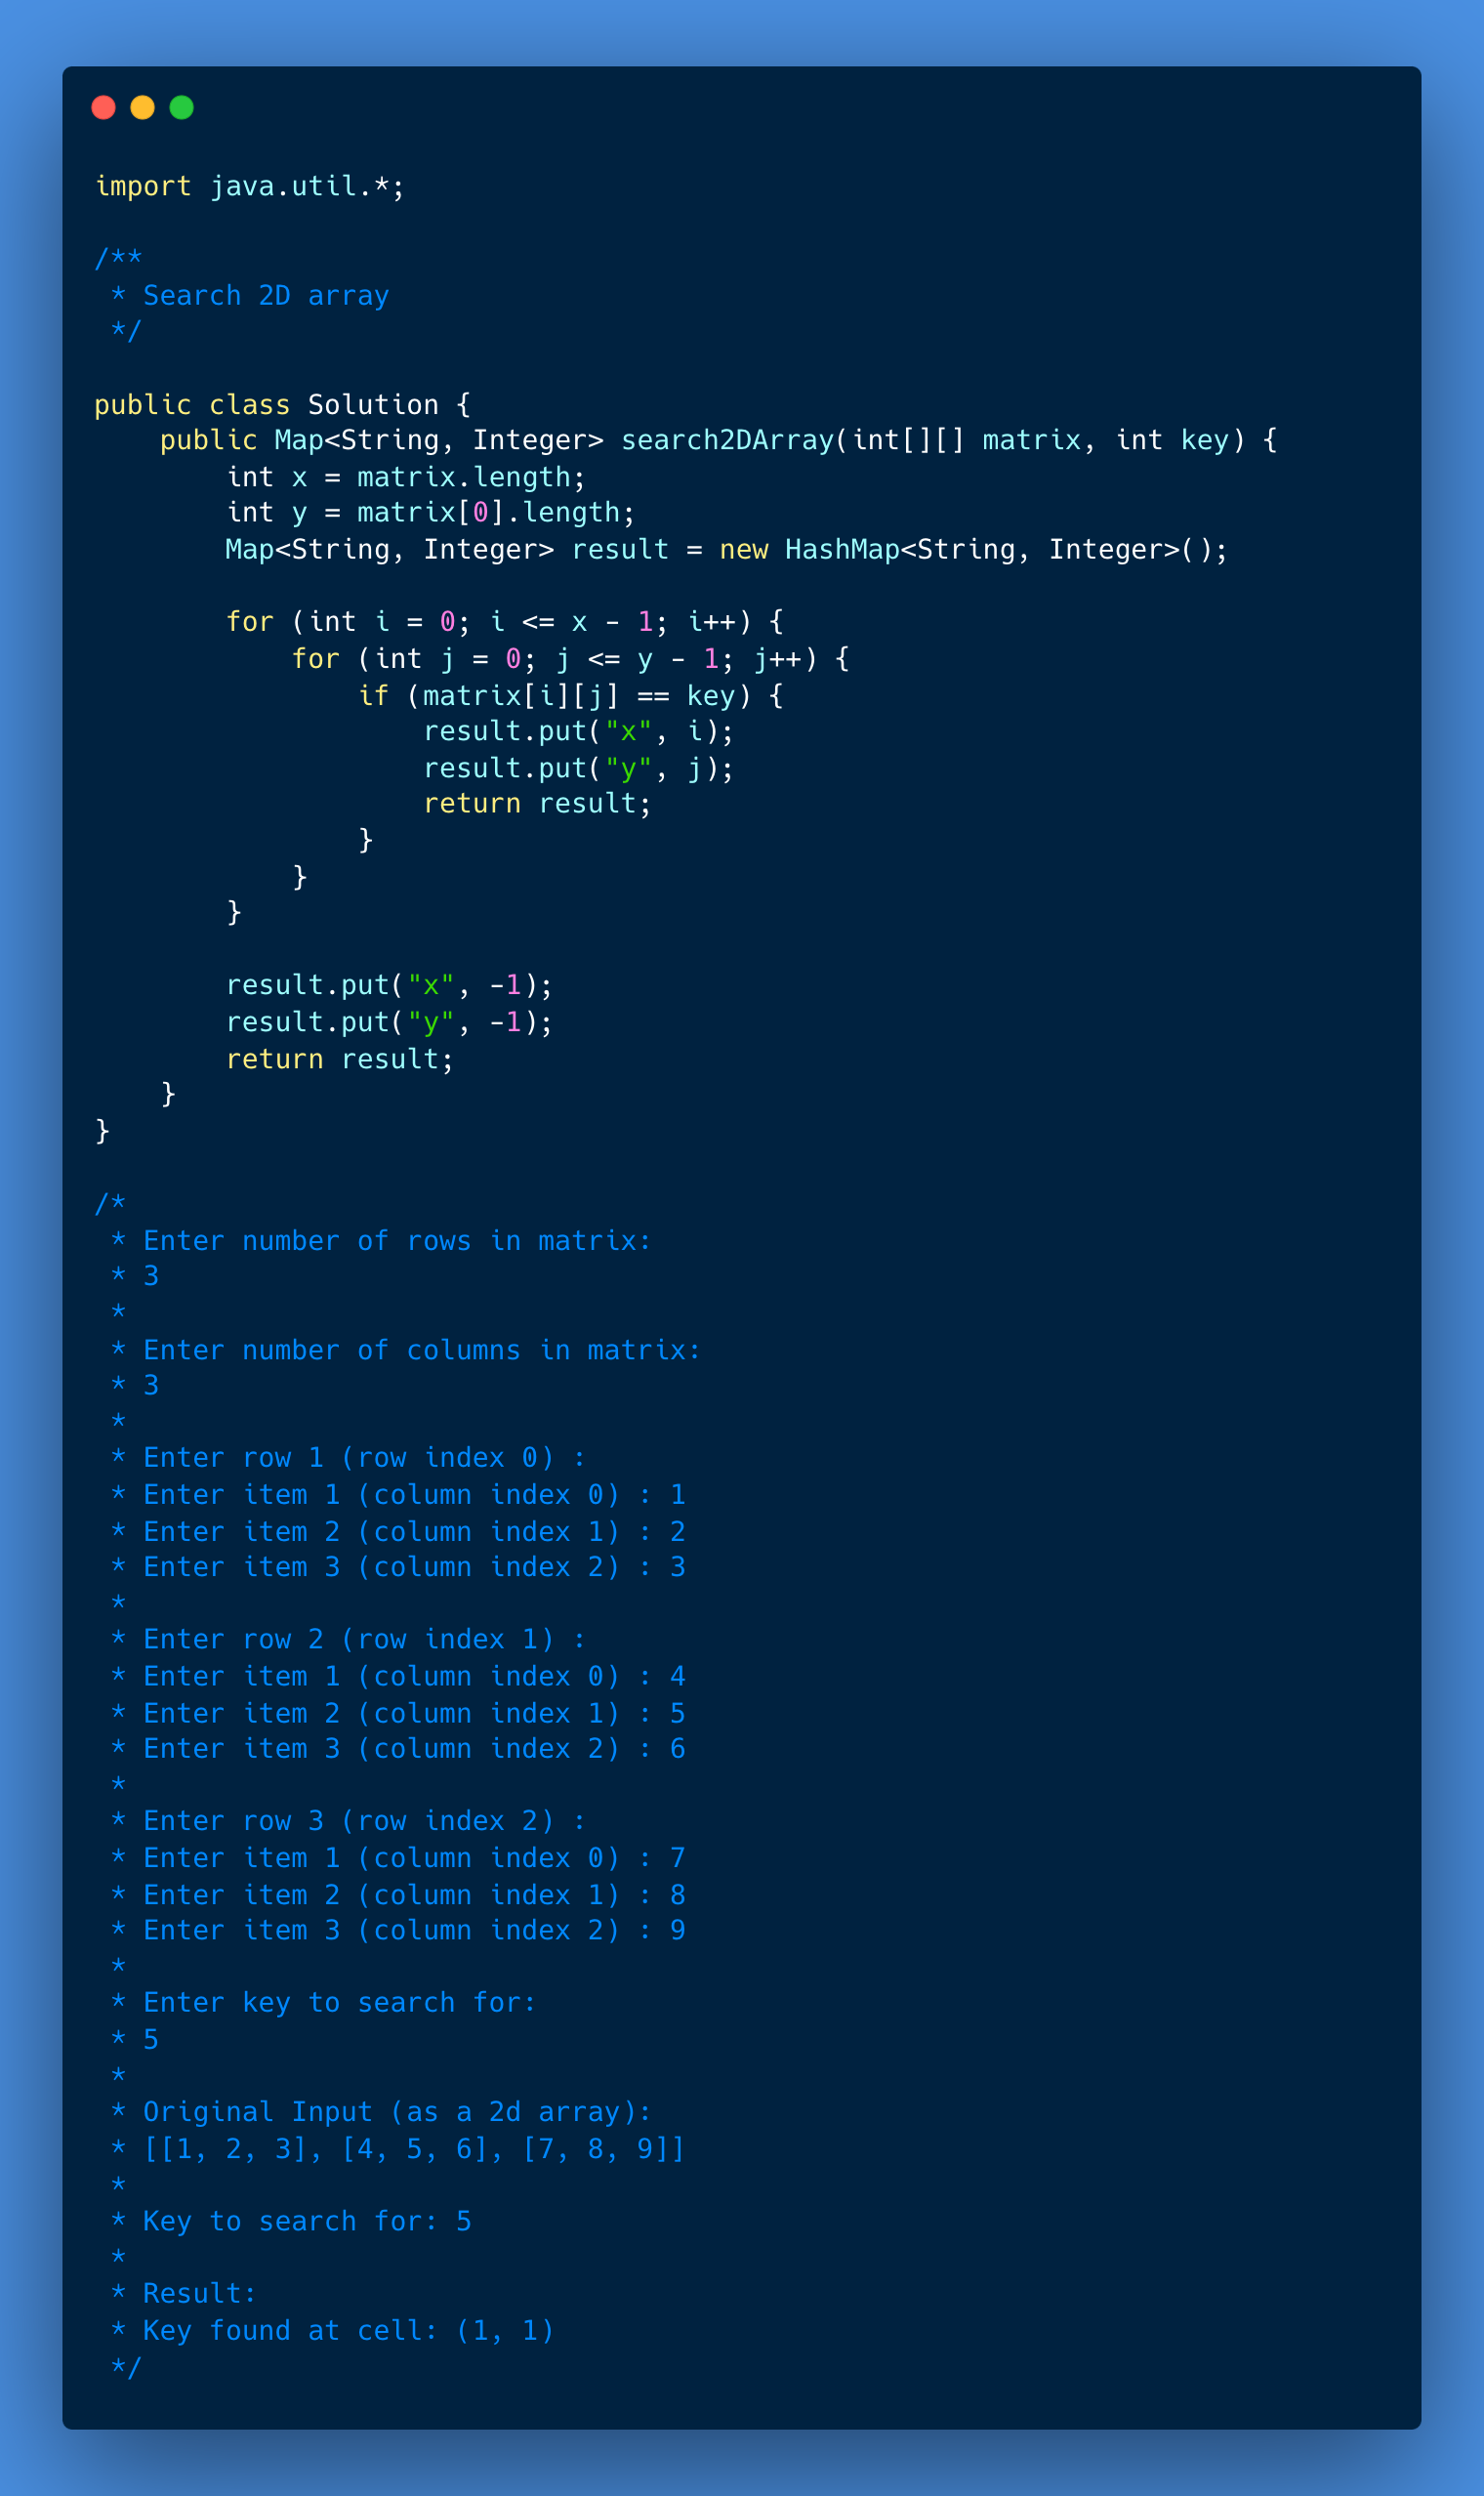 import java.util.*;

/**
 * Search 2D array
 */

public class Solution {
    public Map<String, Integer> search2DArray(int[][] matrix, int key) {
        int x = matrix.length;
        int y = matrix[0].length;
        Map<String, Integer> result = new HashMap<String, Integer>();

        for (int i = 0; i <= x - 1; i++) {
            for (int j = 0; j <= y - 1; j++) {
                if (matrix[i][j] == key) {
                    result.put("x", i);
                    result.put("y", j);
                    return result;
                }
            }
        }

        result.put("x", -1);
        result.put("y", -1);
        return result;
    }
}

/*
 * Enter number of rows in matrix:
 * 3
 *
 * Enter number of columns in matrix:
 * 3
 *
 * Enter row 1 (row index 0) :
 * Enter item 1 (column index 0) : 1
 * Enter item 2 (column index 1) : 2
 * Enter item 3 (column index 2) : 3
 *
 * Enter row 2 (row index 1) :
 * Enter item 1 (column index 0) : 4
 * Enter item 2 (column index 1) : 5
 * Enter item 3 (column index 2) : 6
 *
 * Enter row 3 (row index 2) :
 * Enter item 1 (column index 0) : 7
 * Enter item 2 (column index 1) : 8
 * Enter item 3 (column index 2) : 9
 *
 * Enter key to search for:
 * 5
 *
 * Original Input (as a 2d array):
 * [[1, 2, 3], [4, 5, 6], [7, 8, 9]]
 *
 * Key to search for: 5
 *
 * Result:
 * Key found at cell: (1, 1)
 */